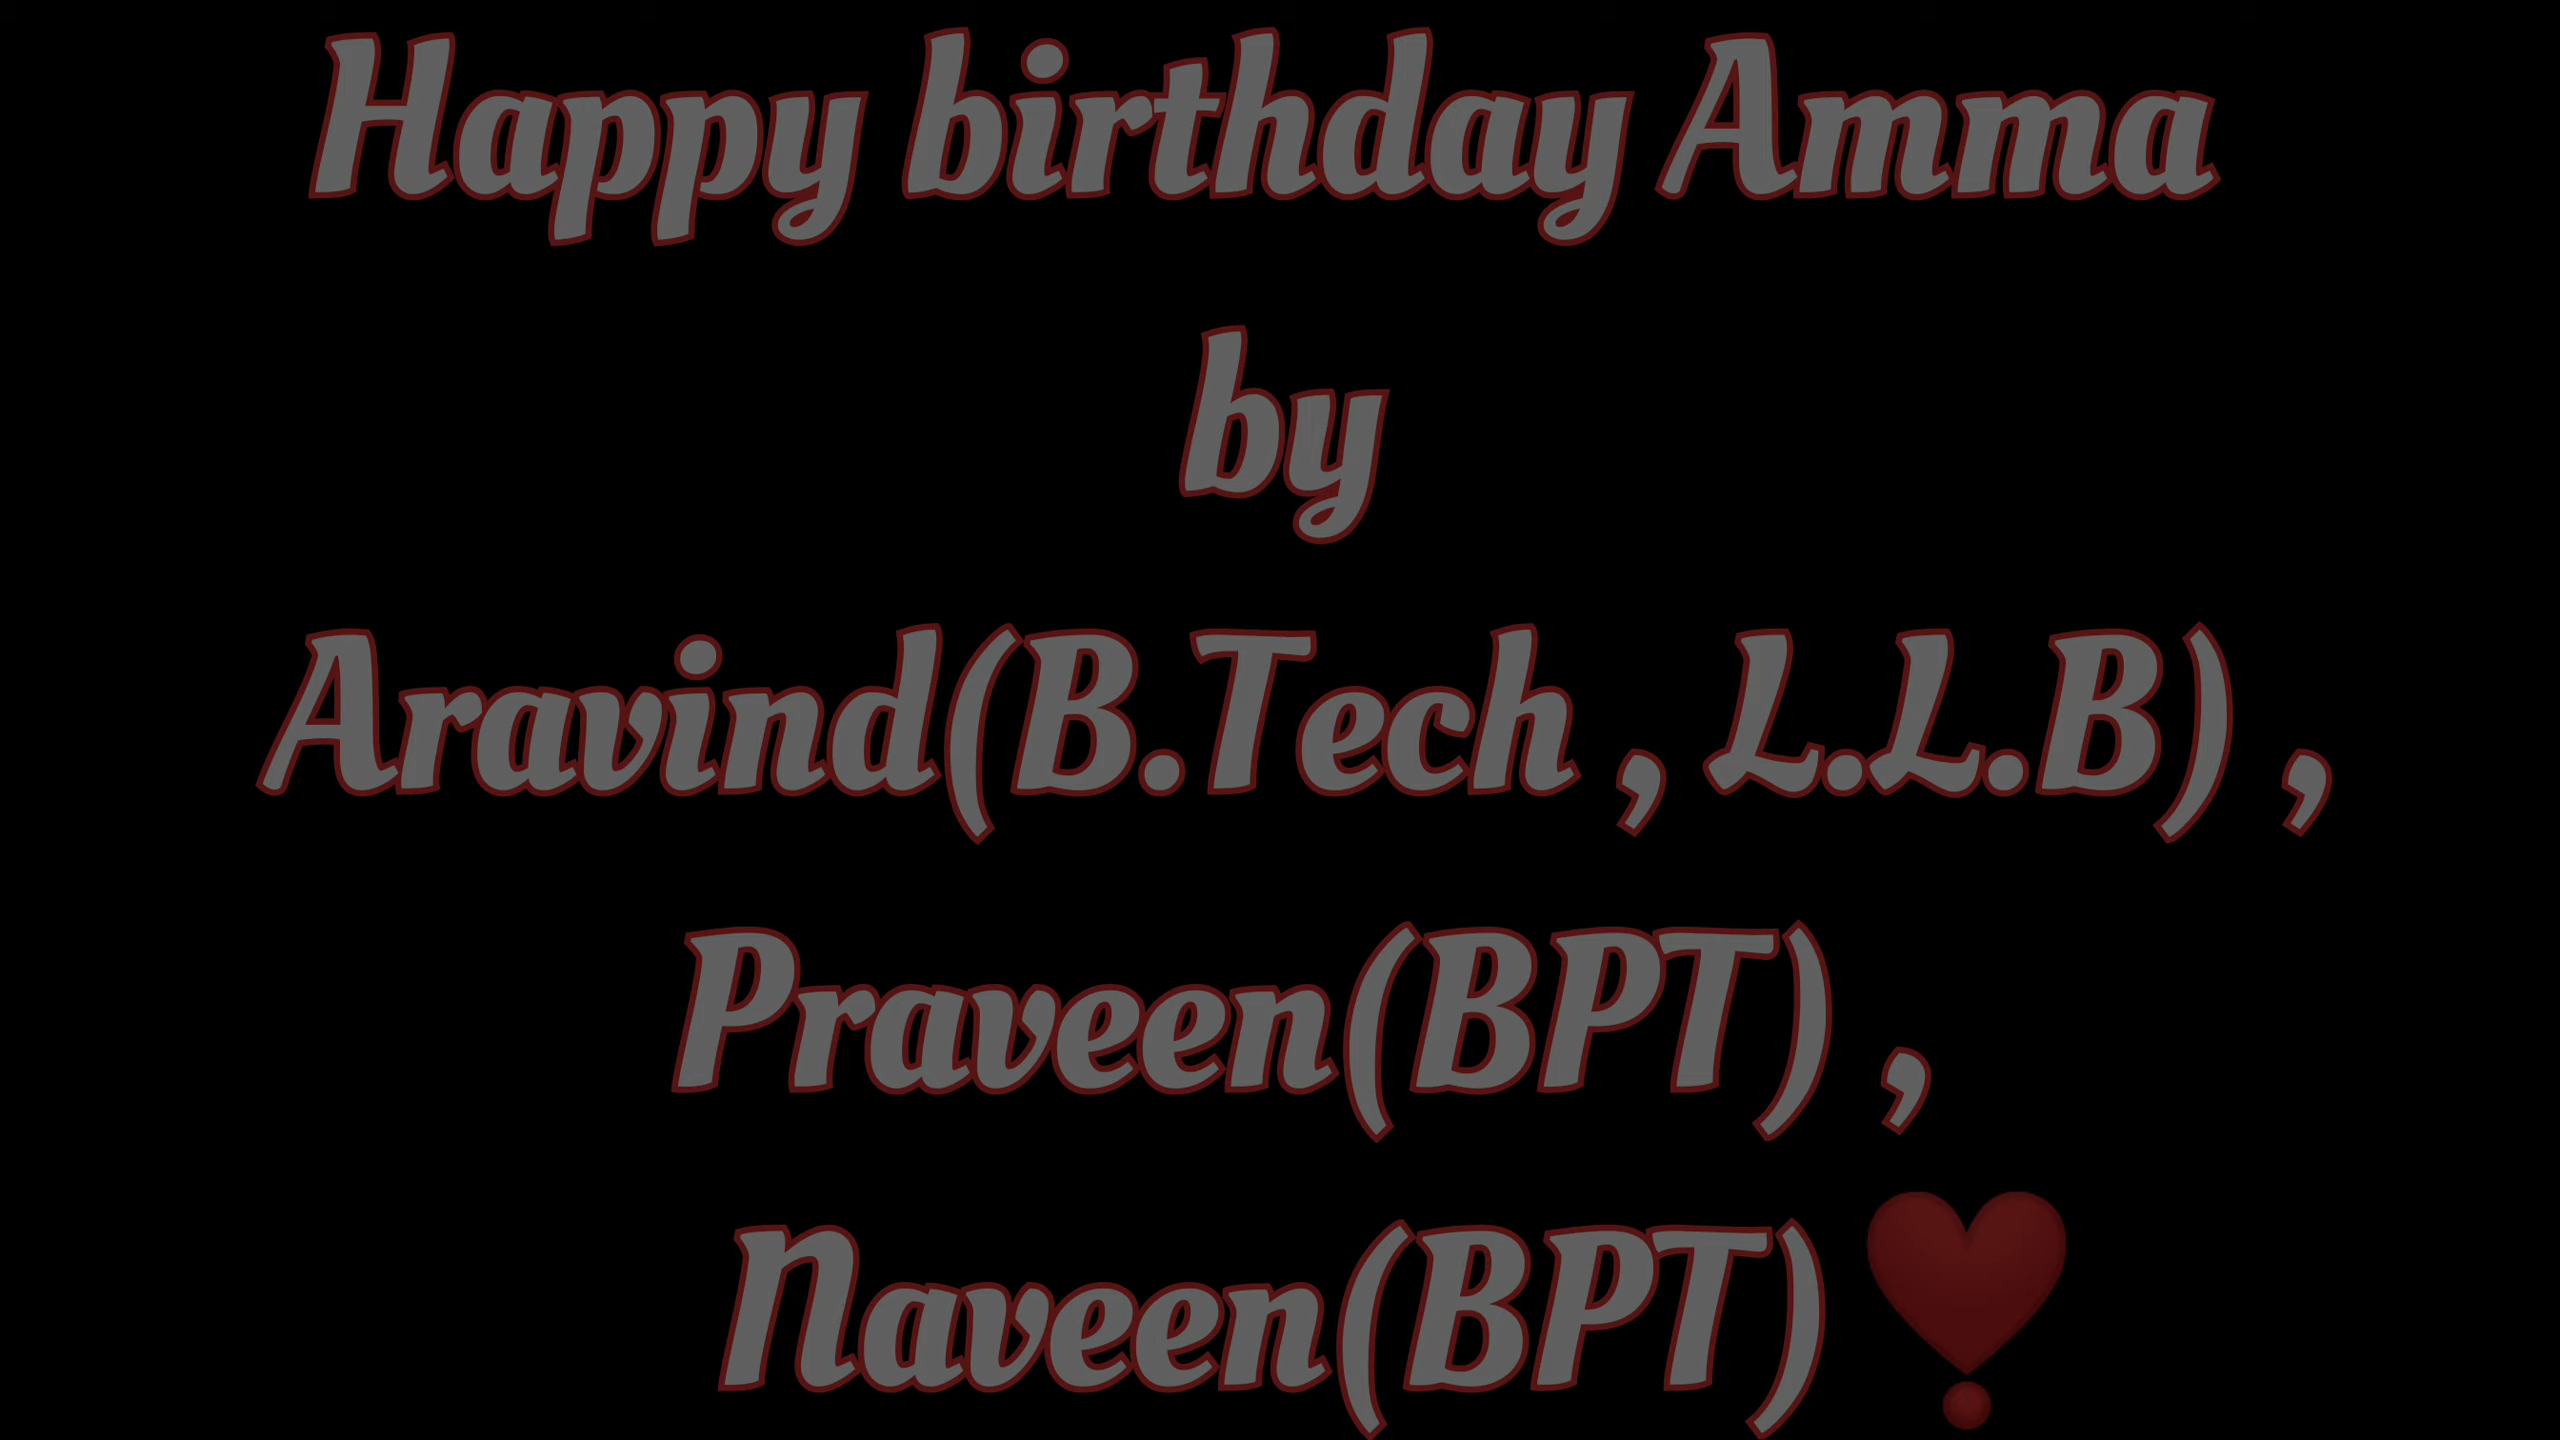 Happy birthday Amma
by
Aravind(B.Tech , L.L.B) ,
Praveen(BPT) ,
Naveen(BPT)❣